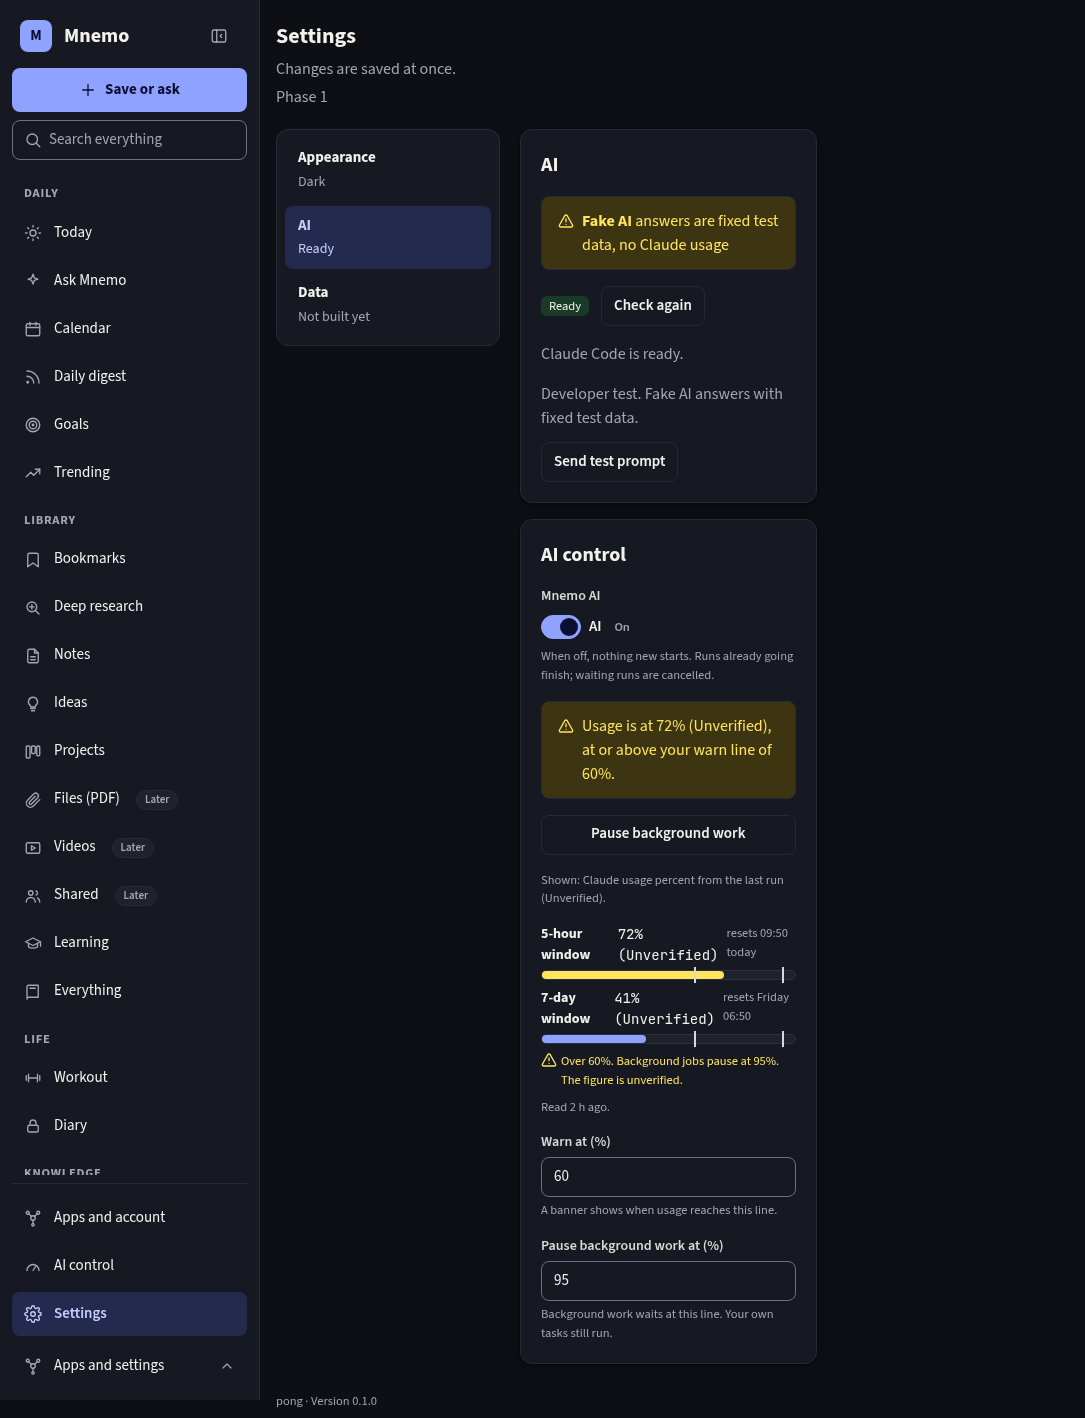 M Mnemo
Save or ask
Search everything
DAILY
Today
Ask Mnemo
Calendar
Daily digest
Goals
Trending
LIBRARY
Bookmarks
Deep research
Notes
Ideas
Projects
Files (PDF) Later
Videos Later
Shared Later
Learning
Everything
LIFE
Workout
Diary
KNOWLEDGE
Apps and account
AI control
Settings
Apps and settings
Settings
Changes are saved at once.
Phase 1
Appearance
Dark
AI
Ready
Data
Not built yet
AI
Fake AI answers are fixed test
data, no Claude usage
Ready Check again
Claude Code is ready.
Developer test. Fake AI answers with
fixed test data.
Send test prompt
AI control
Mnemo AI
AI On
When off, nothing new starts. Runs already going
finish; waiting runs are cancelled.
Usage is at 72% (Unverified),
at or above your warn line of
60%.
Pause background work
Shown: Claude usage percent from the last run
(Unverified).
5-hour 72% resets 09:50
window (Unverified) today
7-day 41% resets Friday
window (Unverified) 06:50
Over 60%. Background jobs pause at 95%.
The figure is unverified.
Read 2 h ago.
Warn at (%)
60
A banner shows when usage reaches this line.
Pause background work at (%)
95
Background work waits at this line. Your own
tasks still run.
pong · Version 0.1.0